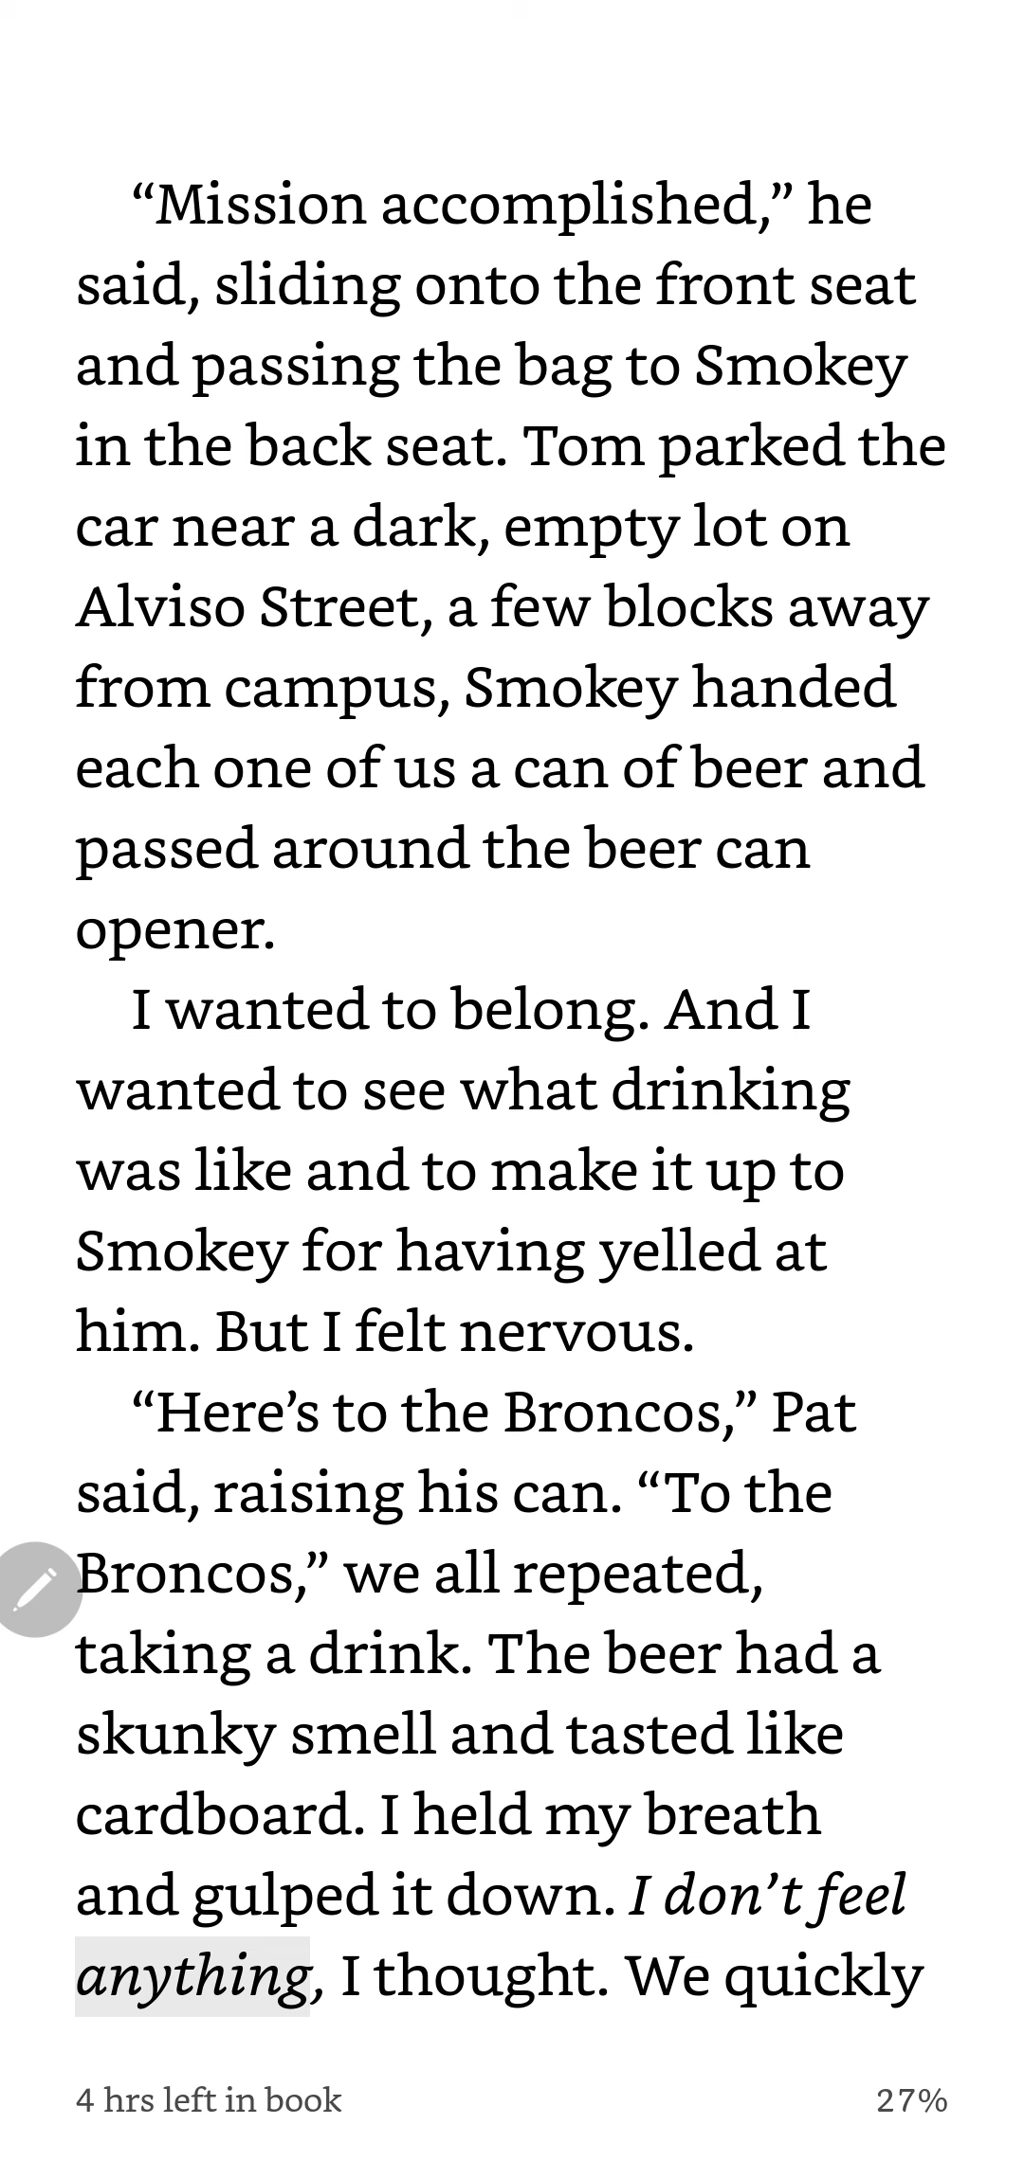 “Mission accomplished,” he
said, sliding onto the front seat
and passing the bag to Smokey
in the back seat. Tom parked the
car near a dark, empty lot on
Alviso Street, a few blocks away
from campus, Smokey handed
each one of us a can of beer and
passed around the beer can
opener.
I wanted to belong. And I
wanted to see what drinking
was like and to make it up to
Smokey for having yelled at
him. But I felt nervous.
“Here’s to the Broncos,” Pat
said, raising his can. “To the
Broncos,” we all repeated,
taking a drink. The beer had a
skunky smell and tasted like
cardboard. I held my breath
and gulped it down. I don’t feel
anything, I thought. We quickly
4 hrs left in book 27%